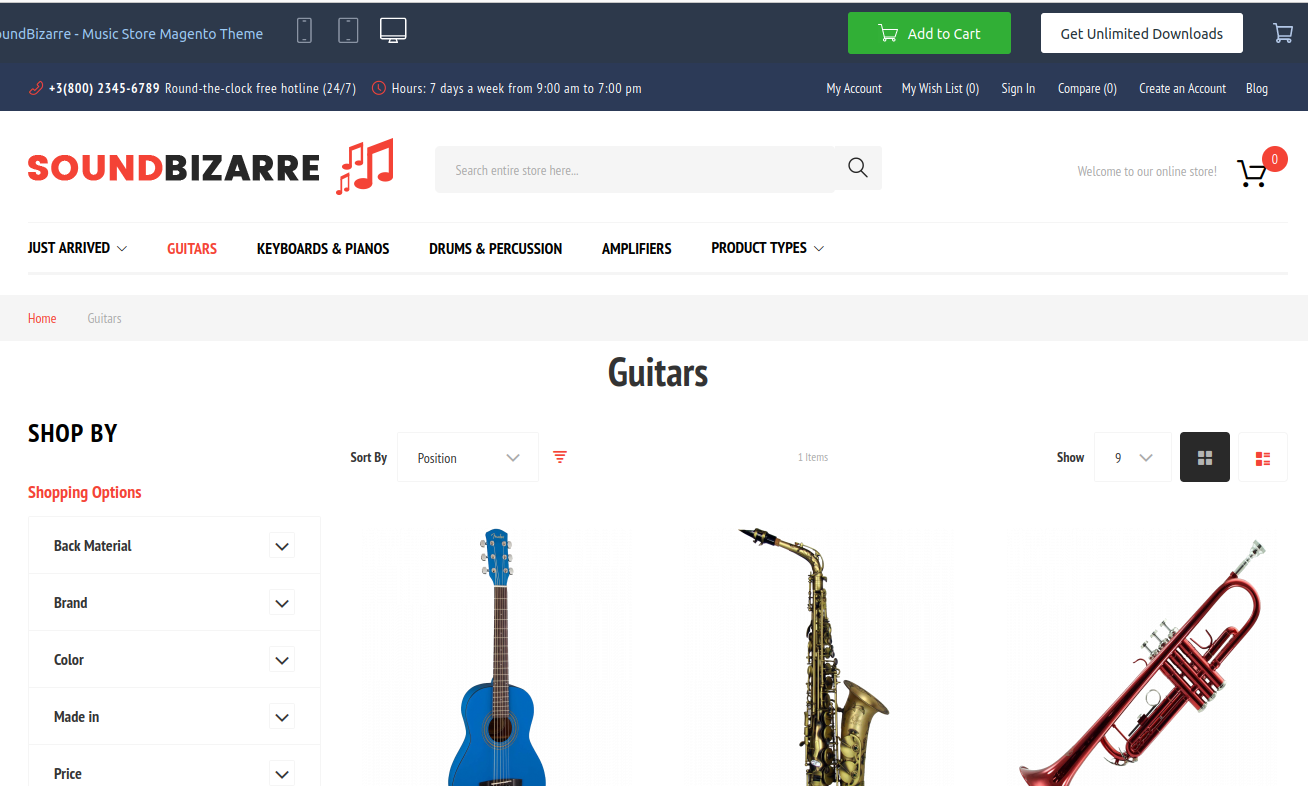 oundBizarre - Music Store Magento Theme
Add to Cart
Get Unlimited Downloads
+3(800) 2345-6789 Round-the-clock free hotline (24/7) Hours: 7 days a week from 9:00 am to 7:00 pm
My Account My Wish List (0) Sign In Compare (0) Create an Account Blog
SOUNDBIZARRE
Search entire store here...
Welcome to our online store!
0
JUST ARRIVED GUITARS KEYBOARDS & PIANOS DRUMS & PERCUSSION AMPLIFIERS PRODUCT TYPES
Home Guitars
Guitars
SHOP BY
Sort By Position
1 Items
Show 9
Shopping Options
Back Material
Brand
Color
Made in
Price